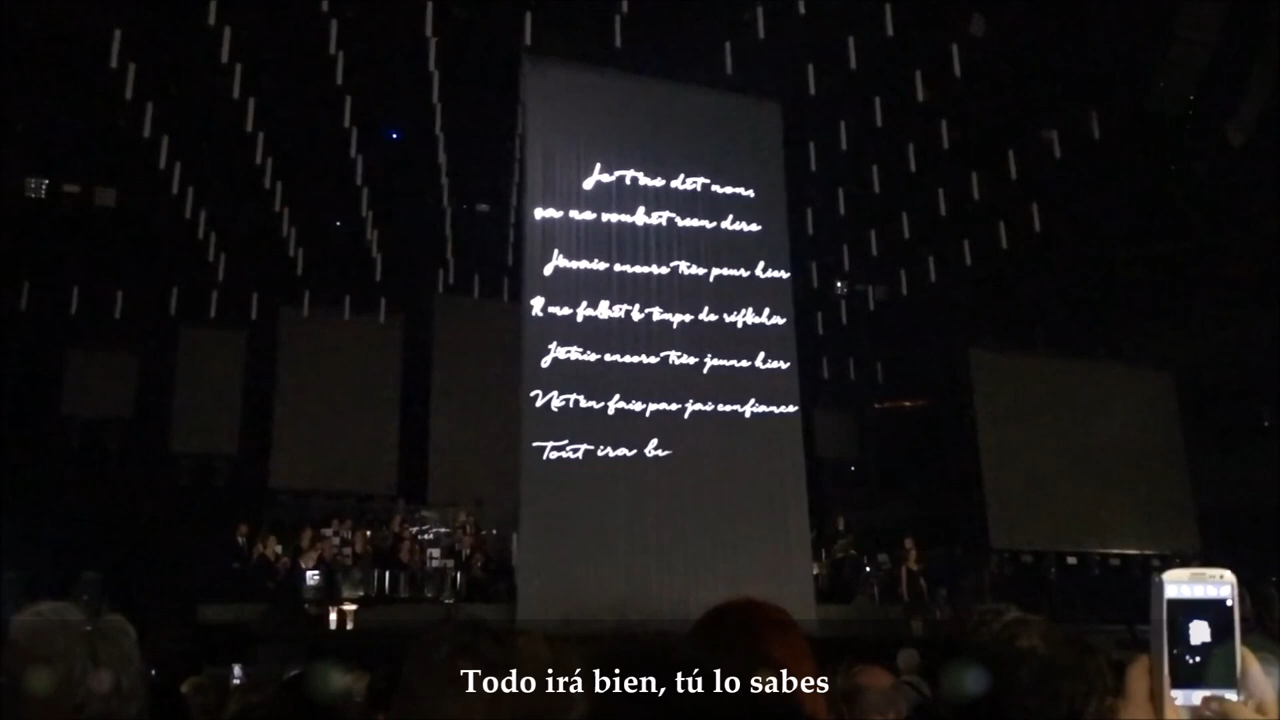 Je t'ai dit non,
ça ne voulait rien dire
J'avais encore très peur hier
Il me fallait le temps de réfléchir
J'étais encore très jeune hier
Ne t'en fais pas j'ai confiance
Tout ira bi
Todo irá bien, tú lo sabes